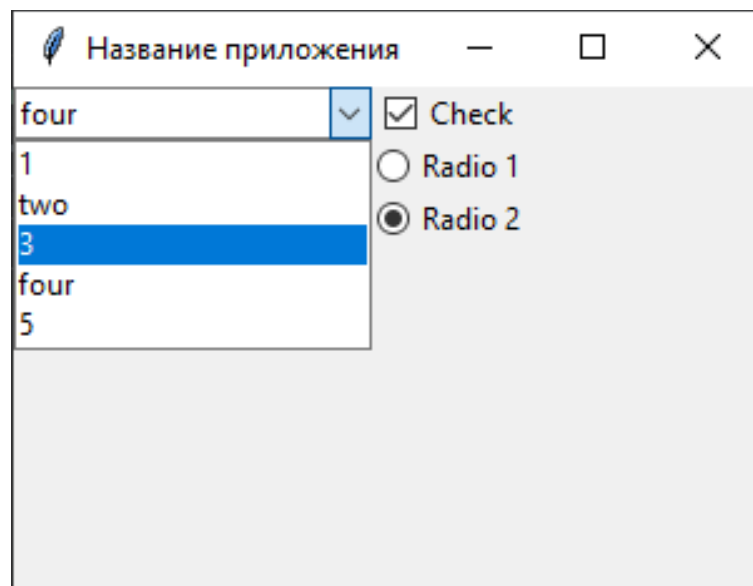 Название приложения
four
Check
1
Radio 1
two
Radio 2
3
four
5